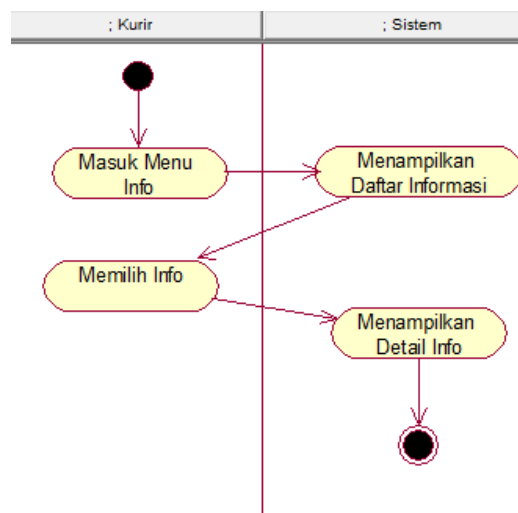 ; Kurir
; Sistem
Masuk Menu
Info
Menampilkan
Daftar Informasi
Memilih Info
Menampilkan
Detail Info